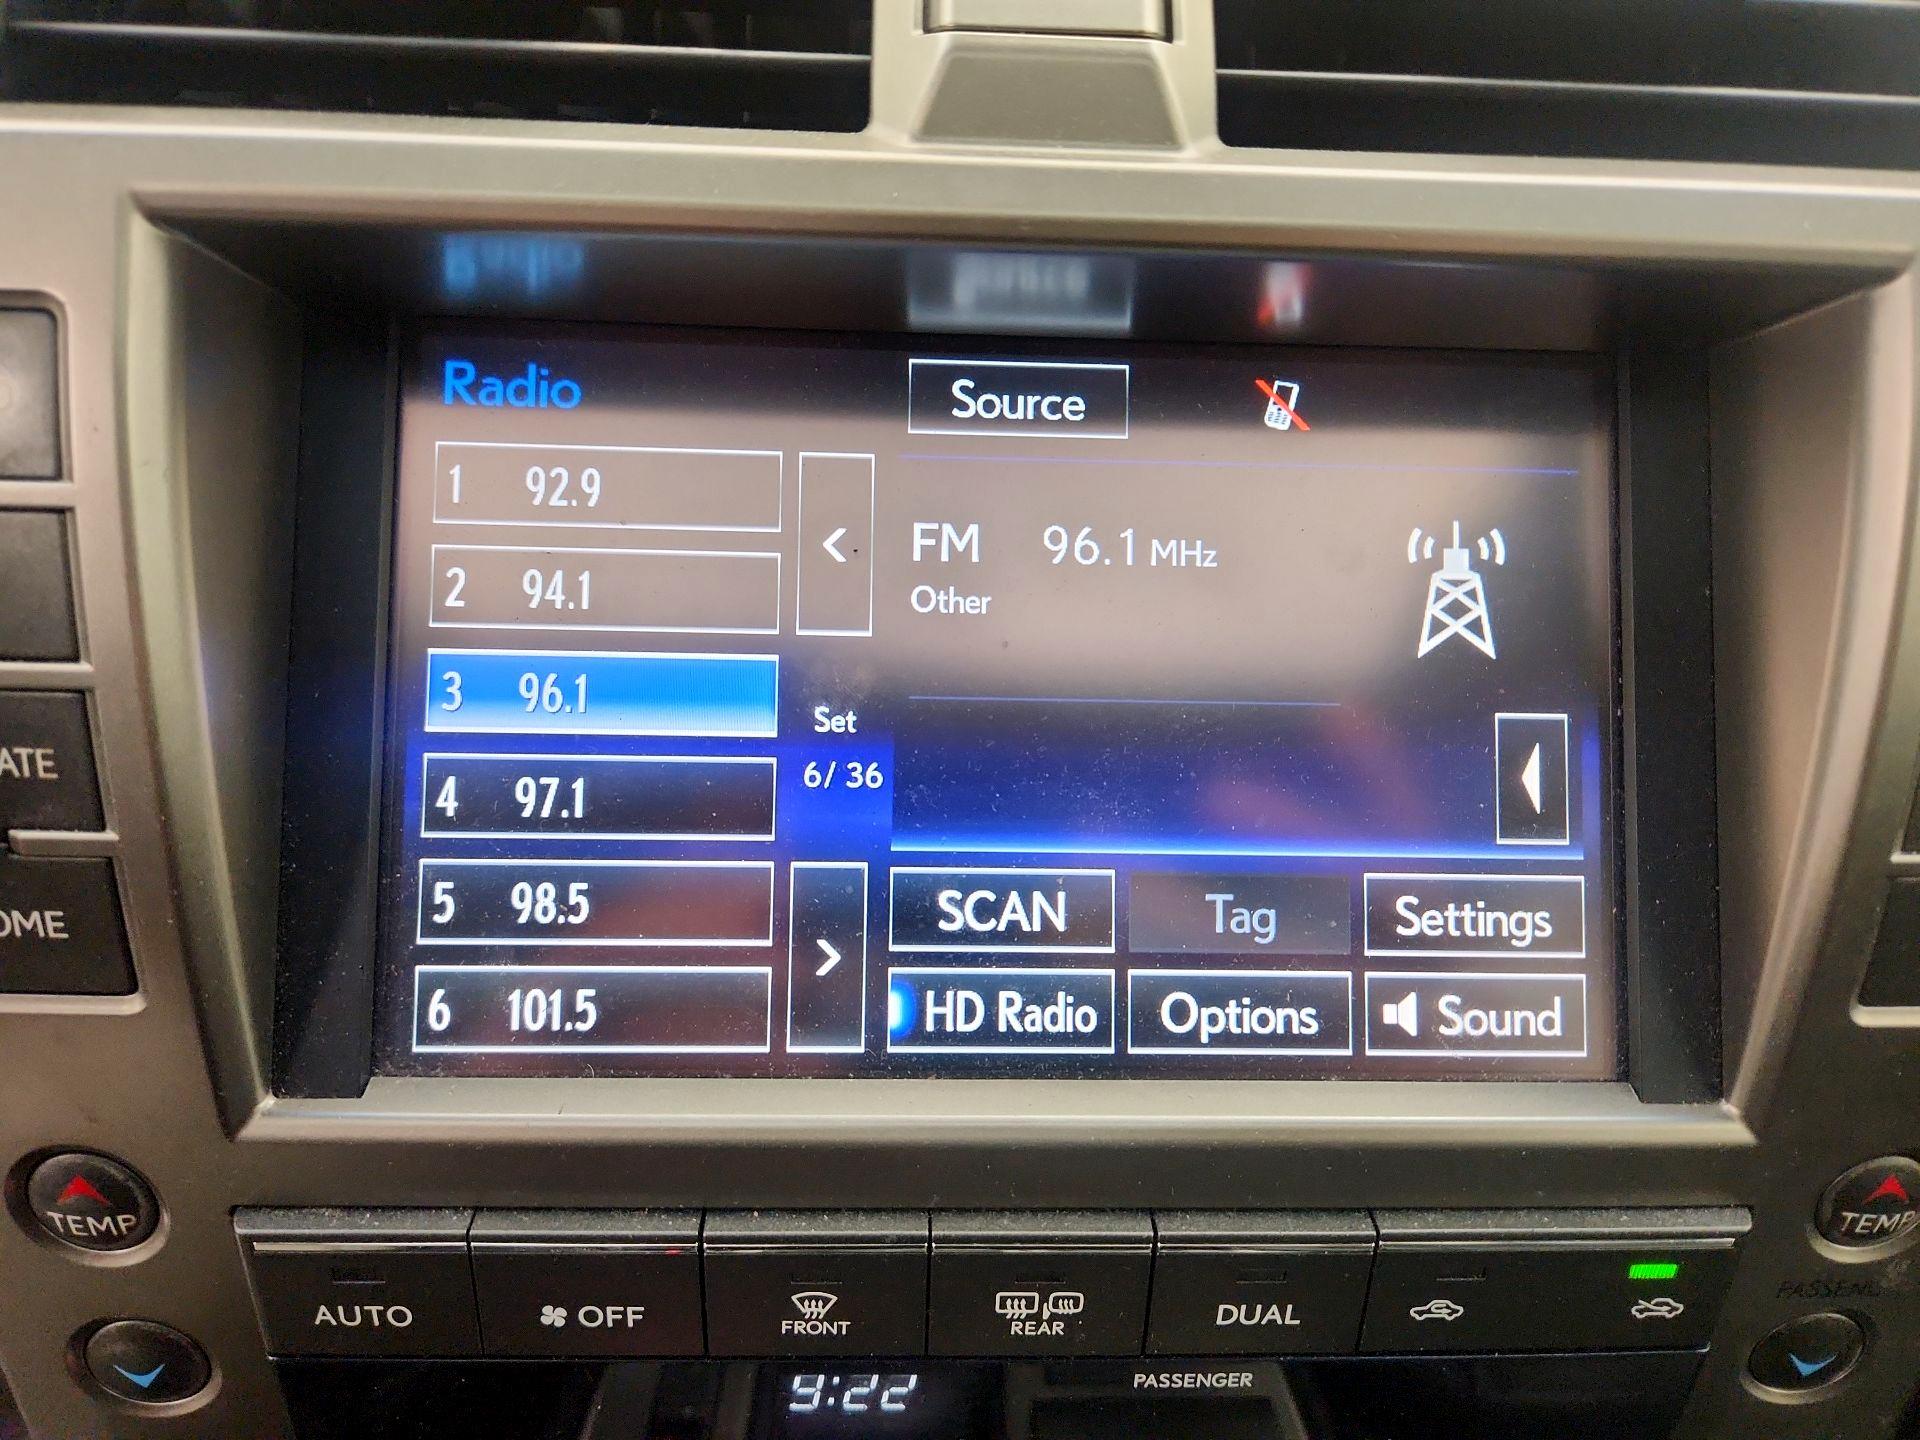 Radio
Source
1 92.9
2 94.1
3 96.1
4 97.1
5 98.5
6 101.5
<
Set
6/ 36
>
FM 96.1 MHz
Other
SCAN
Tag
Settings
HD Radio
Options
Sound
ATE
OME
TEMP
TEMP
PASSENG
AUTO
OFF
FRONT
REAR
DUAL
9:22
PASSENGER